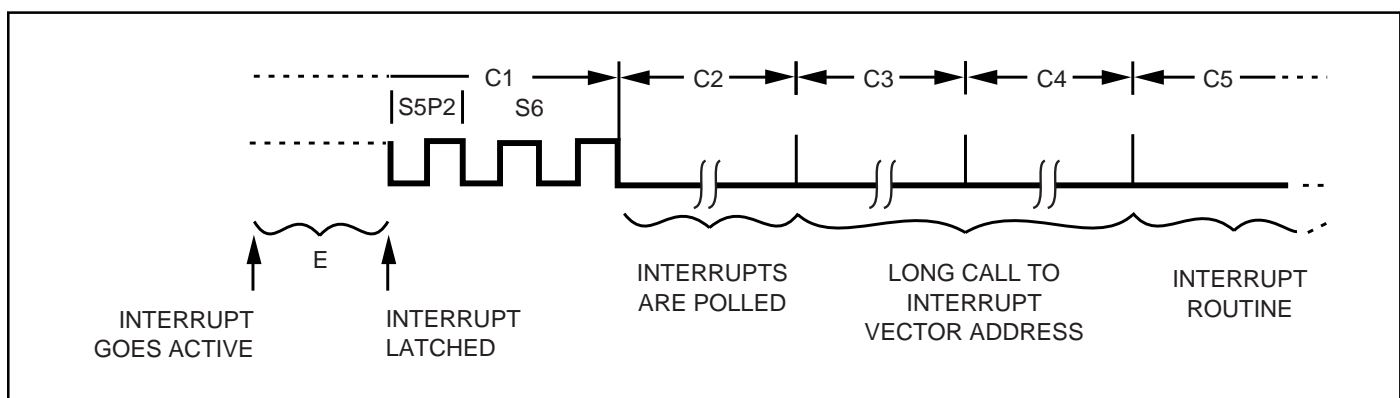 C1 C2 C3 C4 C5
S5P2 S6
E
INTERRUPT
GOES ACTIVE
INTERRUPT
LATCHED
INTERRUPTS
ARE POLLED
LONG CALL TO
INTERRUPT
VECTOR ADDRESS
INTERRUPT
ROUTINE